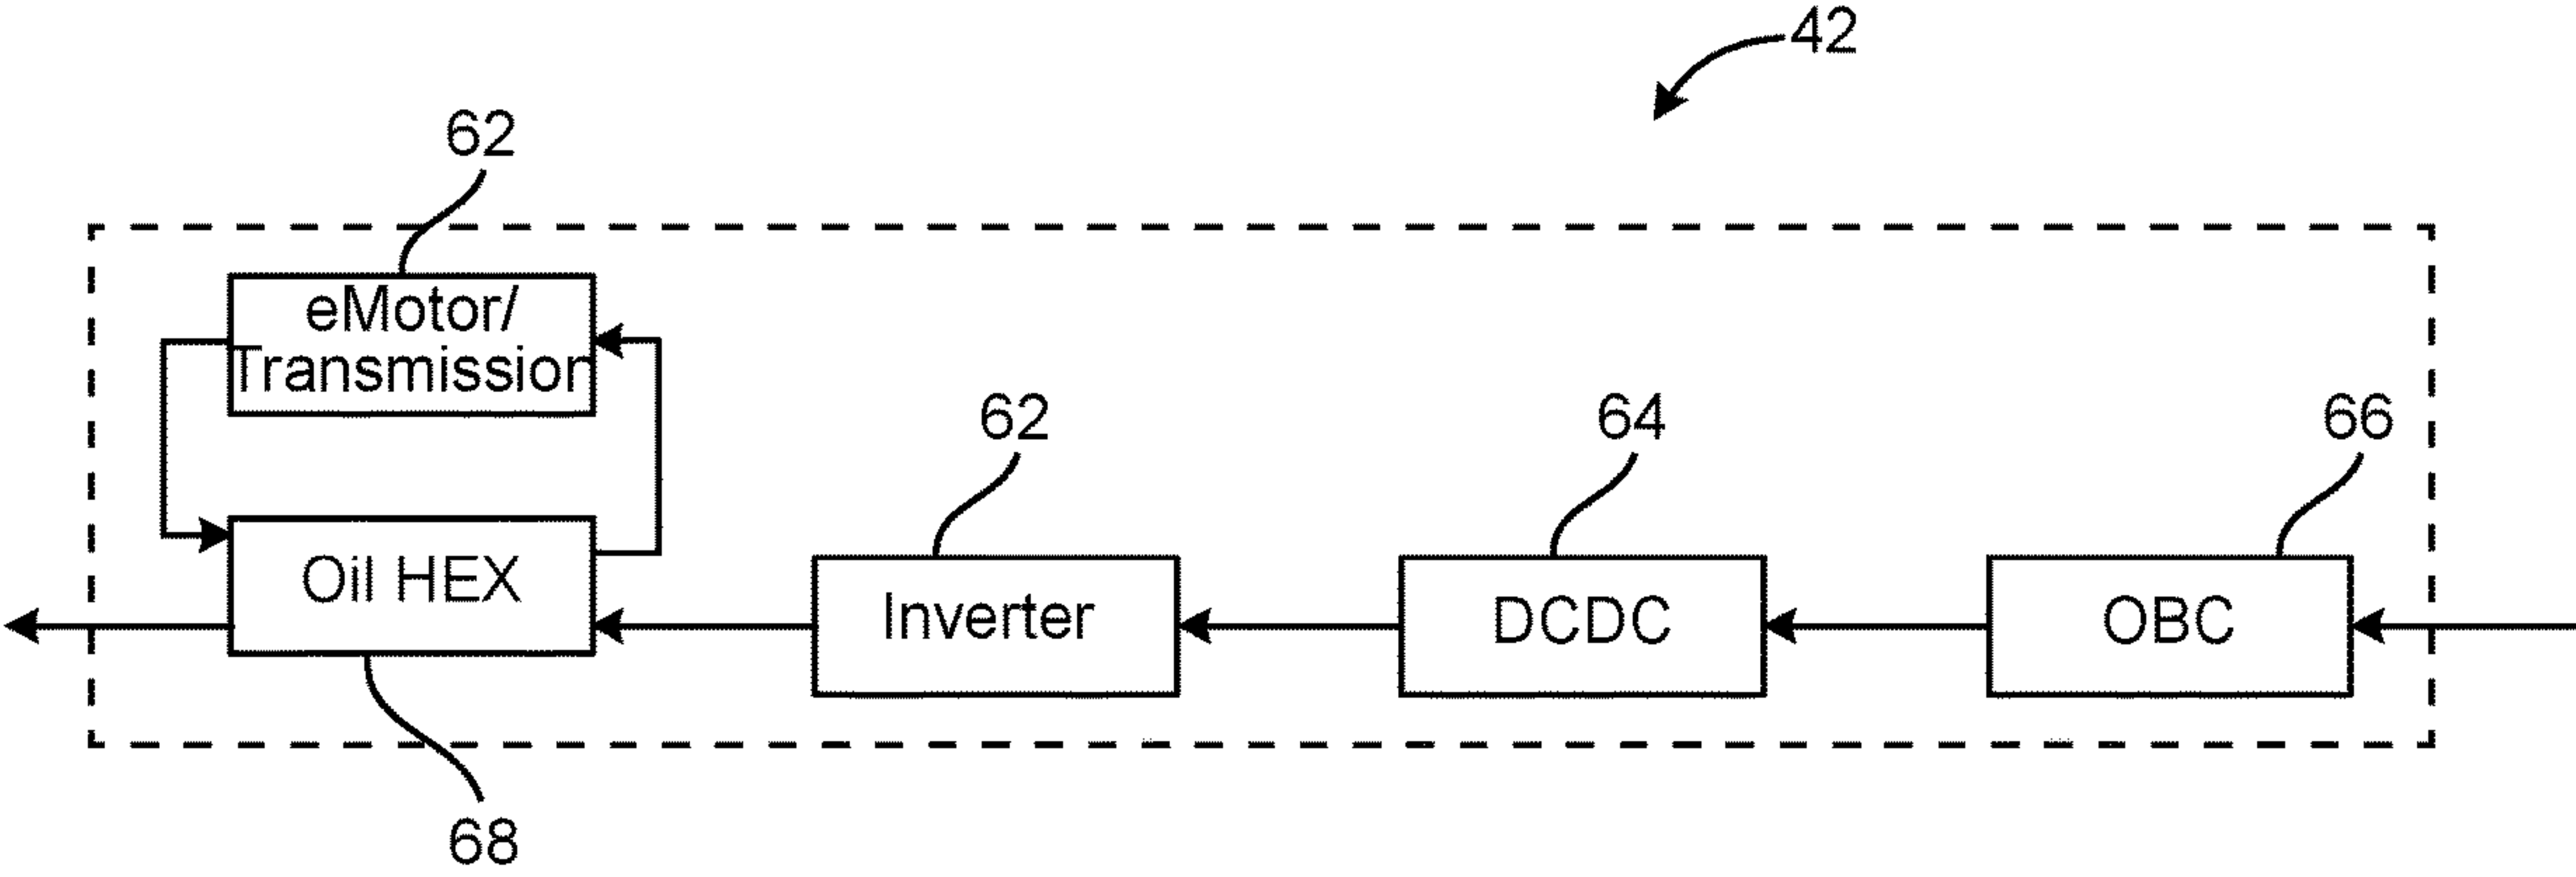 42
62
eMotor/
Transmission
62
64
66
Oil HEX
Inverter
DCDC
OBC
68